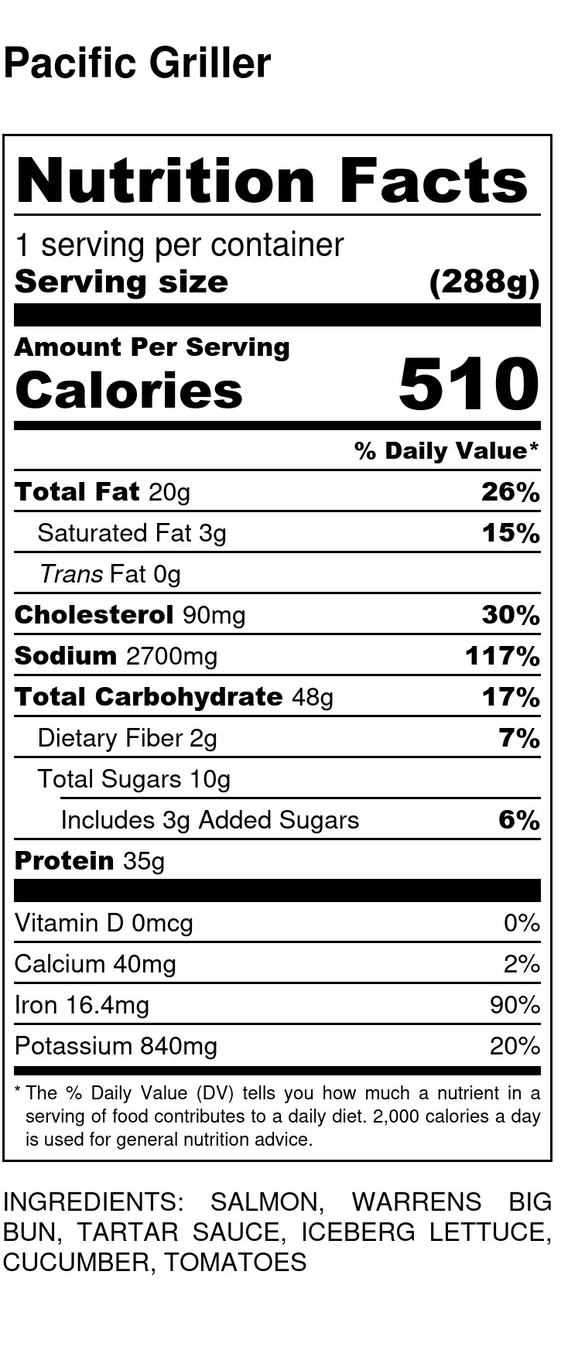 Pacific Griller
Nutrition Facts
1 serving per container
Serving size (288g)
Amount Per Serving
Calories 510
% Daily Value*
Total Fat 20g 26%
Saturated Fat 3g 15%
Trans Fat 0g
Cholesterol 90mg 30%
Sodium 2700mg 117%
Total Carbohydrate 48g 17%
Dietary Fiber 2g 7%
Total Sugars 10g
Includes 3g Added Sugars 6%
Protein 35g
Vitamin D 0mcg 0%
Calcium 40mg 2%
Iron 16.4mg 90%
Potassium 840mg 20%
* The % Daily Value (DV) tells you how much a nutrient in a
serving of food contributes to a daily diet. 2,000 calories a day
is used for general nutrition advice.
INGREDIENTS: SALMON, WARRENS BIG
BUN, TARTAR SAUCE, ICEBERG LETTUCE,
CUCUMBER, TOMATOES